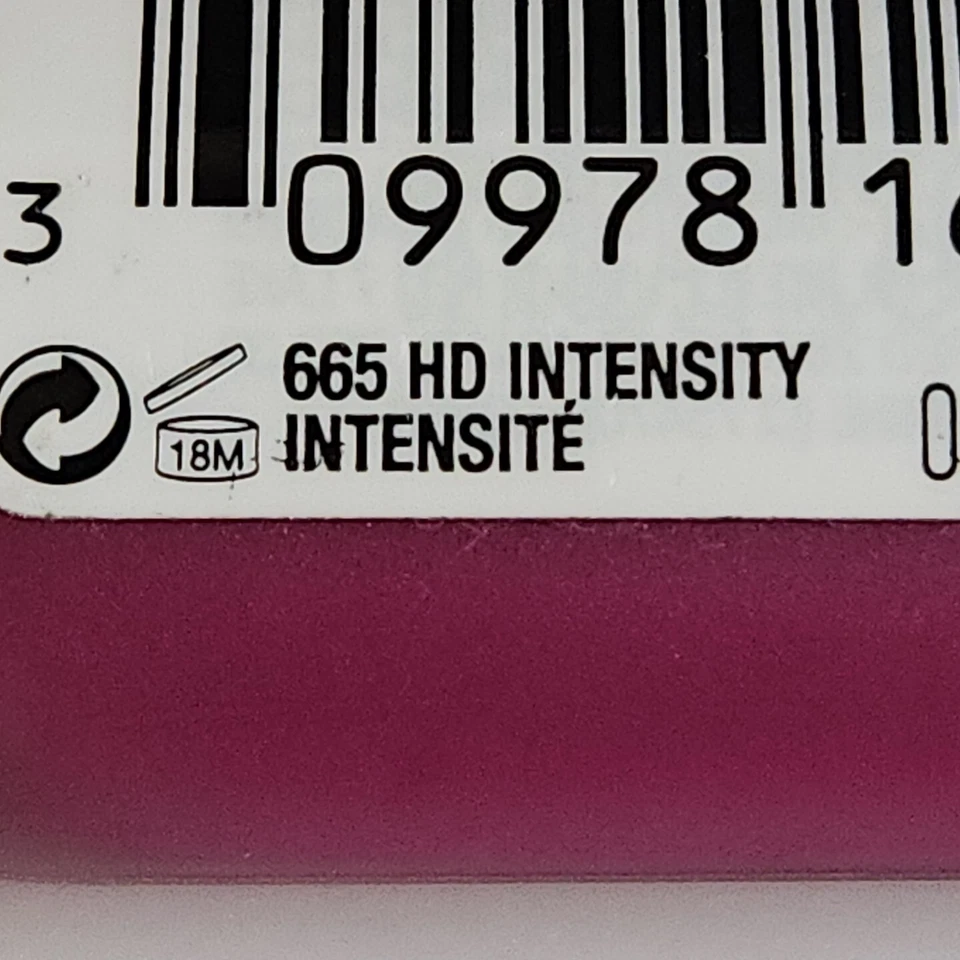 3 09978 1
665 HD INTENSITY
18M INTENSITÉ